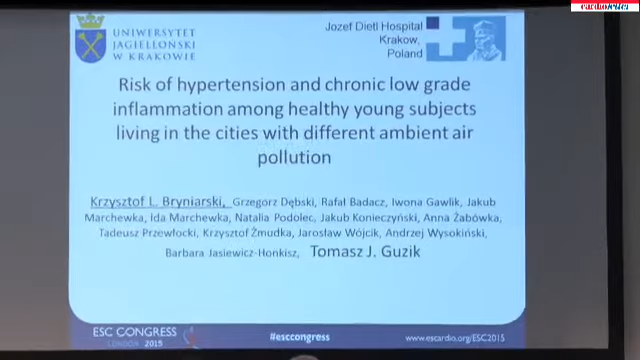 cardioletter
UNIWERSYTET
JAGIELLOŃSKI
W KRAKOWIE
Jozef Dietl Hospital
Krakow,
Poland
Risk of hypertension and chronic low grade
inflammation among healthy young subjects
living in the cities with different ambient air
pollution
Krzysztof L. Bryniarski, Grzegorz Dębski, Rafał Badacz, Iwona Gawlik, Jakub
Marchewka, Ida Marchewka, Natalia Podolec, Jakub Konieczyński, Anna Żabówka,
Tadeusz Przewłocki, Krzysztof Żmudka, Jarosław Wójcik, Andrzej Wysokiński,
Barbara Jasiewicz-Honkisz, Tomasz J. Guzik
ESC CONGRESS
LONDON 2015
#esccongress
www.escardio.org/ESC2015